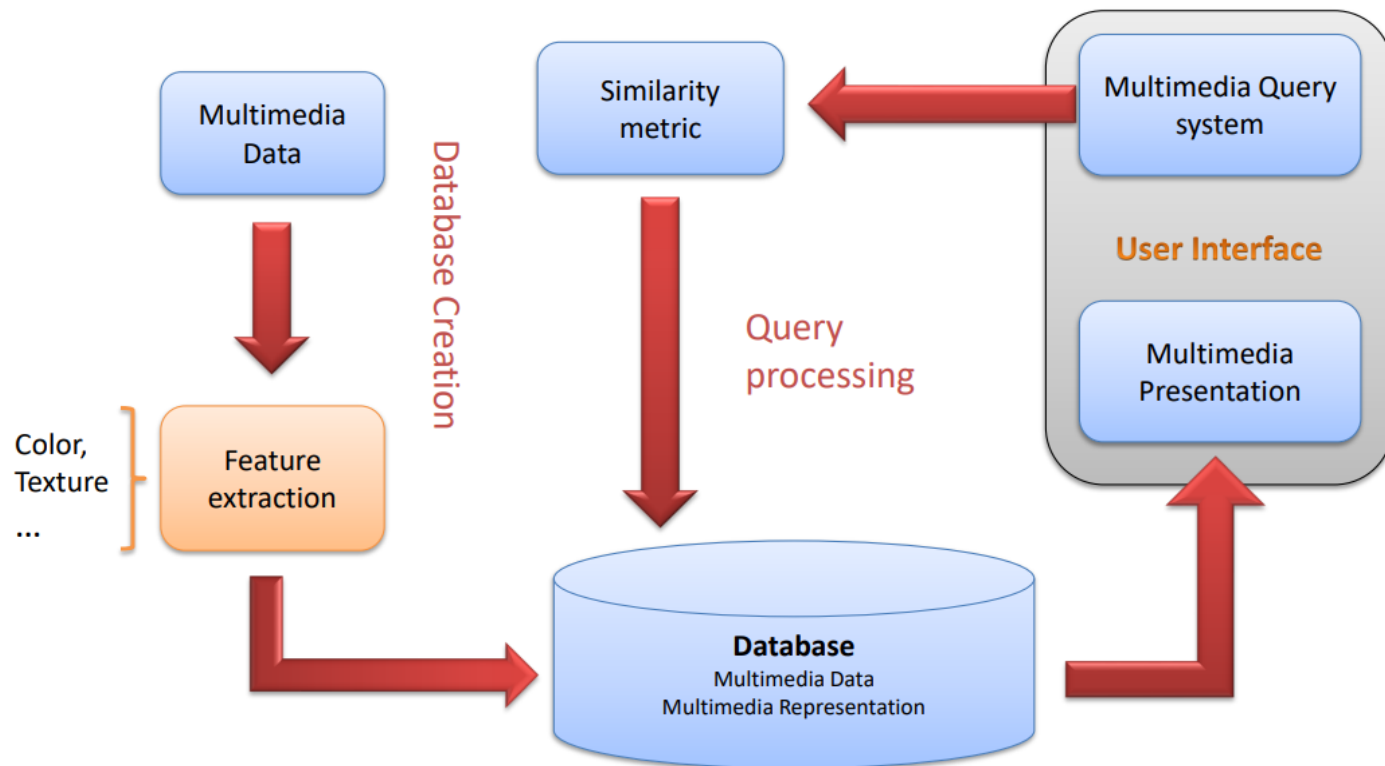 Multimedia
Data
Database Creation
Color,
Texture
...
Feature
extraction
Similarity
metric
Query
processing
Multimedia Query
system
User Interface
Multimedia
Presentation
Database
Multimedia Data
Multimedia Representation